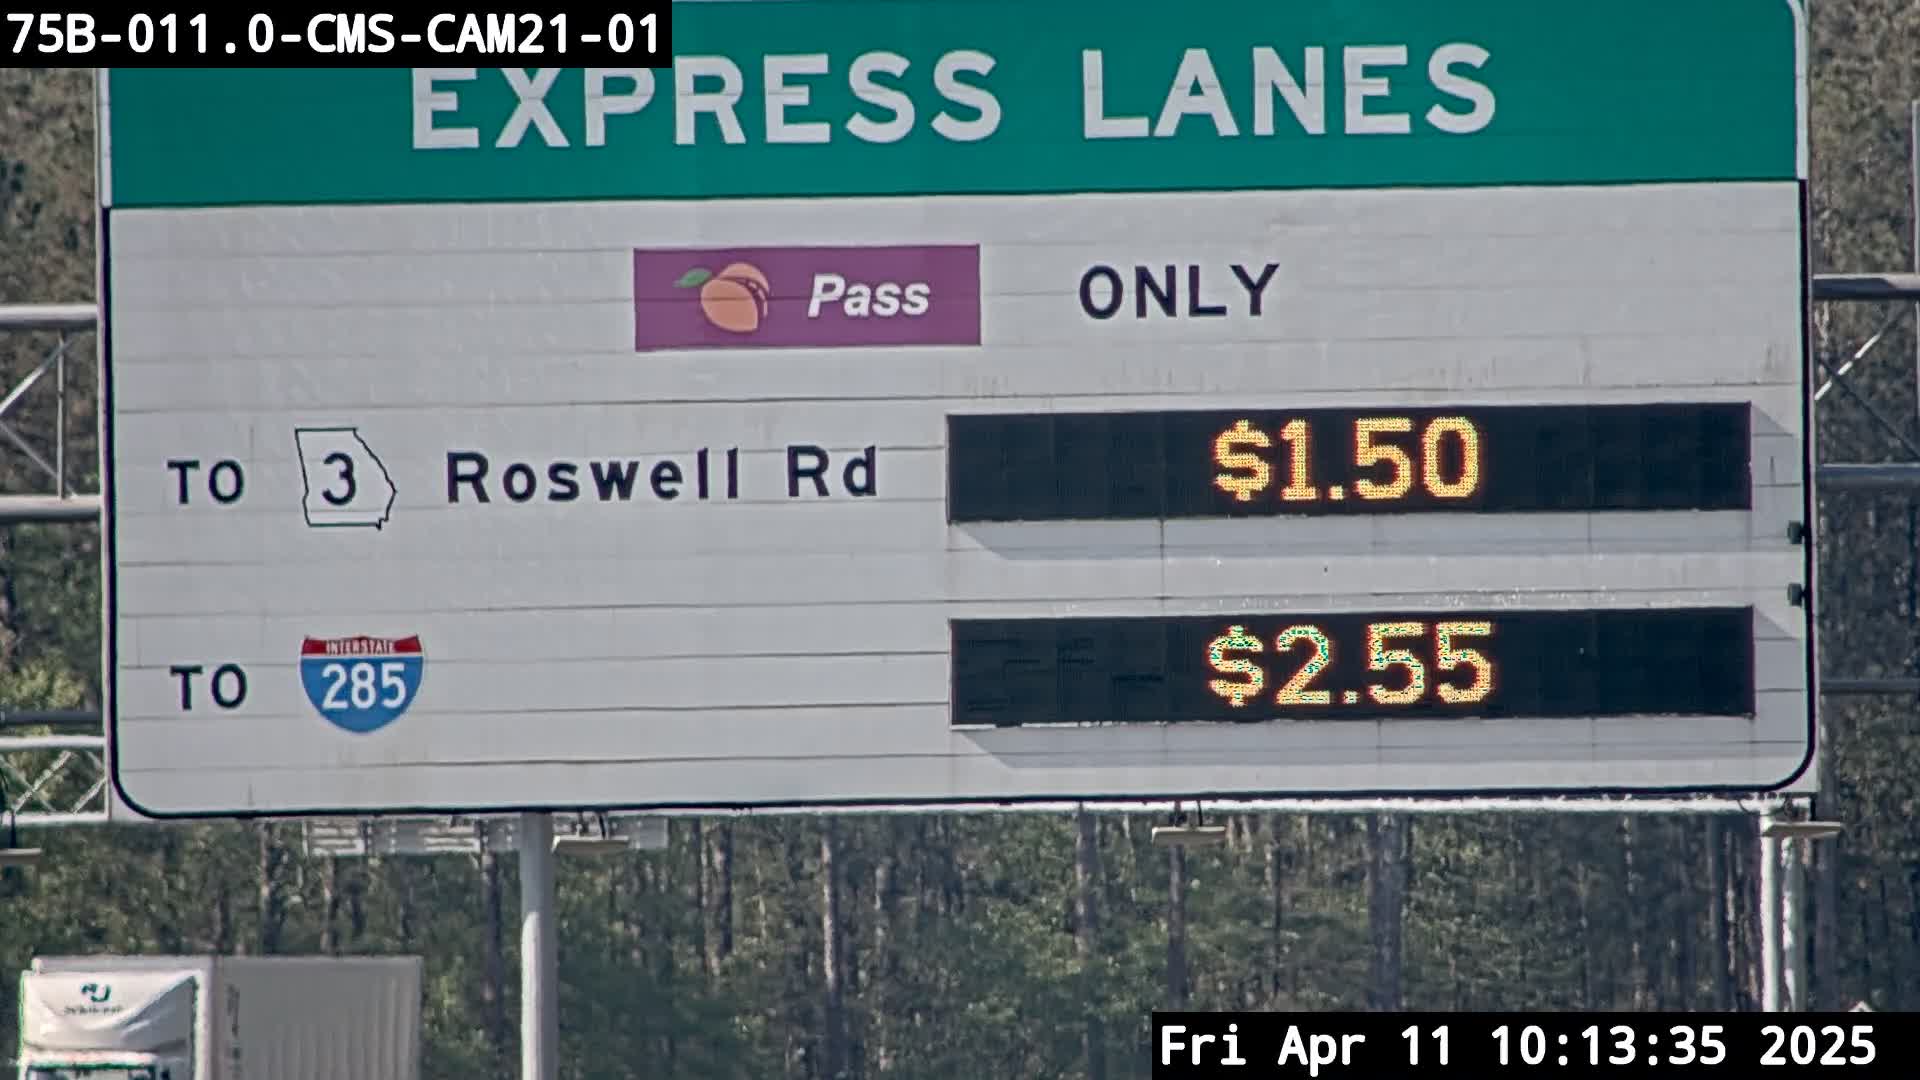 75B-011.0-CMS-CAM21-01
EXPRESS LANES
Pass ONLY
TO 3 Roswell Rd $1.50
INTERSTATE
TO 285 $2.55
Fri Apr 11 10:13:35 2025